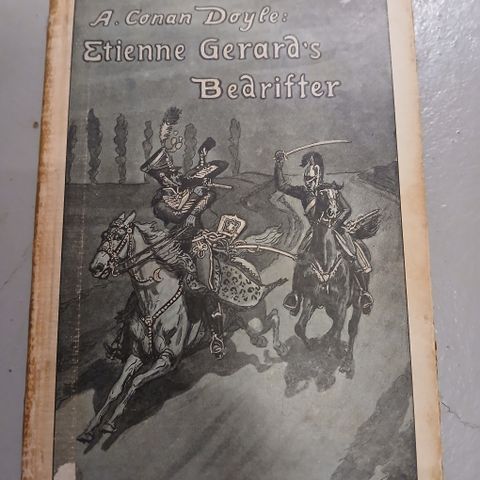 A. Conan Doyle:
Etienne Gerard's
Bedrifter